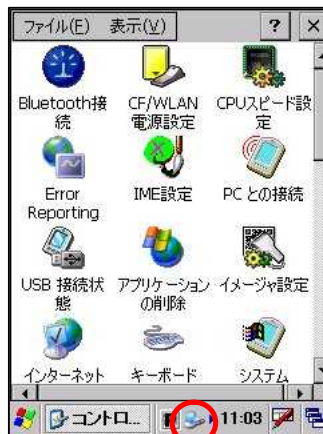 ファイル(F) 表示(V) ? ×
Bluetooth接
続
CF/WLAN
電源設定
CPUスピード設
定
Error
Reporting
IME設定
PC との接続
USB 接続状
態
アプリケーション
の削除
イメージャ設定
インターネット
キーボード
システム
コントロ... 11:03